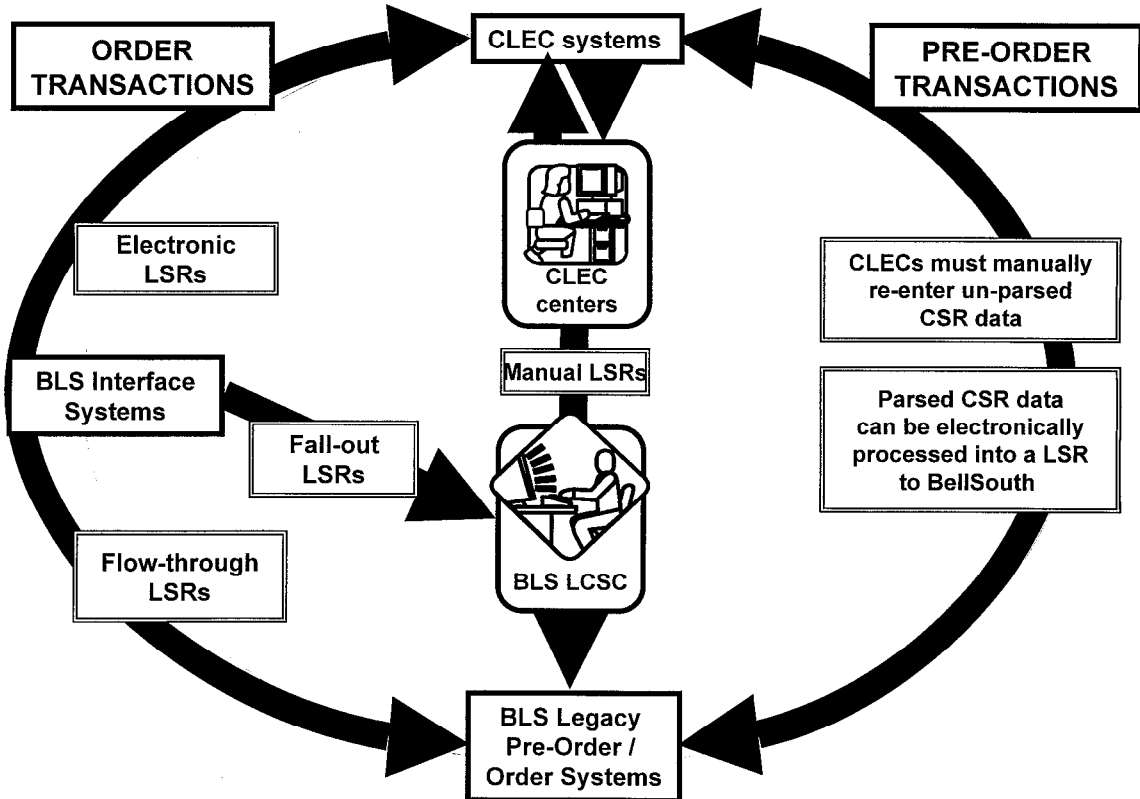 ORDER
TRANSACTIONS
CLEC systems
PRE-ORDER
TRANSACTIONS
Electronic
LSRs
CLEC
centers
CLECs must manually
re-enter un-parsed
CSR data
Manual LSRs
BLS Interface
Systems
Fall-out
LSRs
Parsed CSR data
can be electronically
processed into a LSR
to BellSouth
Flow-through
LSRs
BLS LCSC
BLS Legacy
Pre-Order /
Order Systems